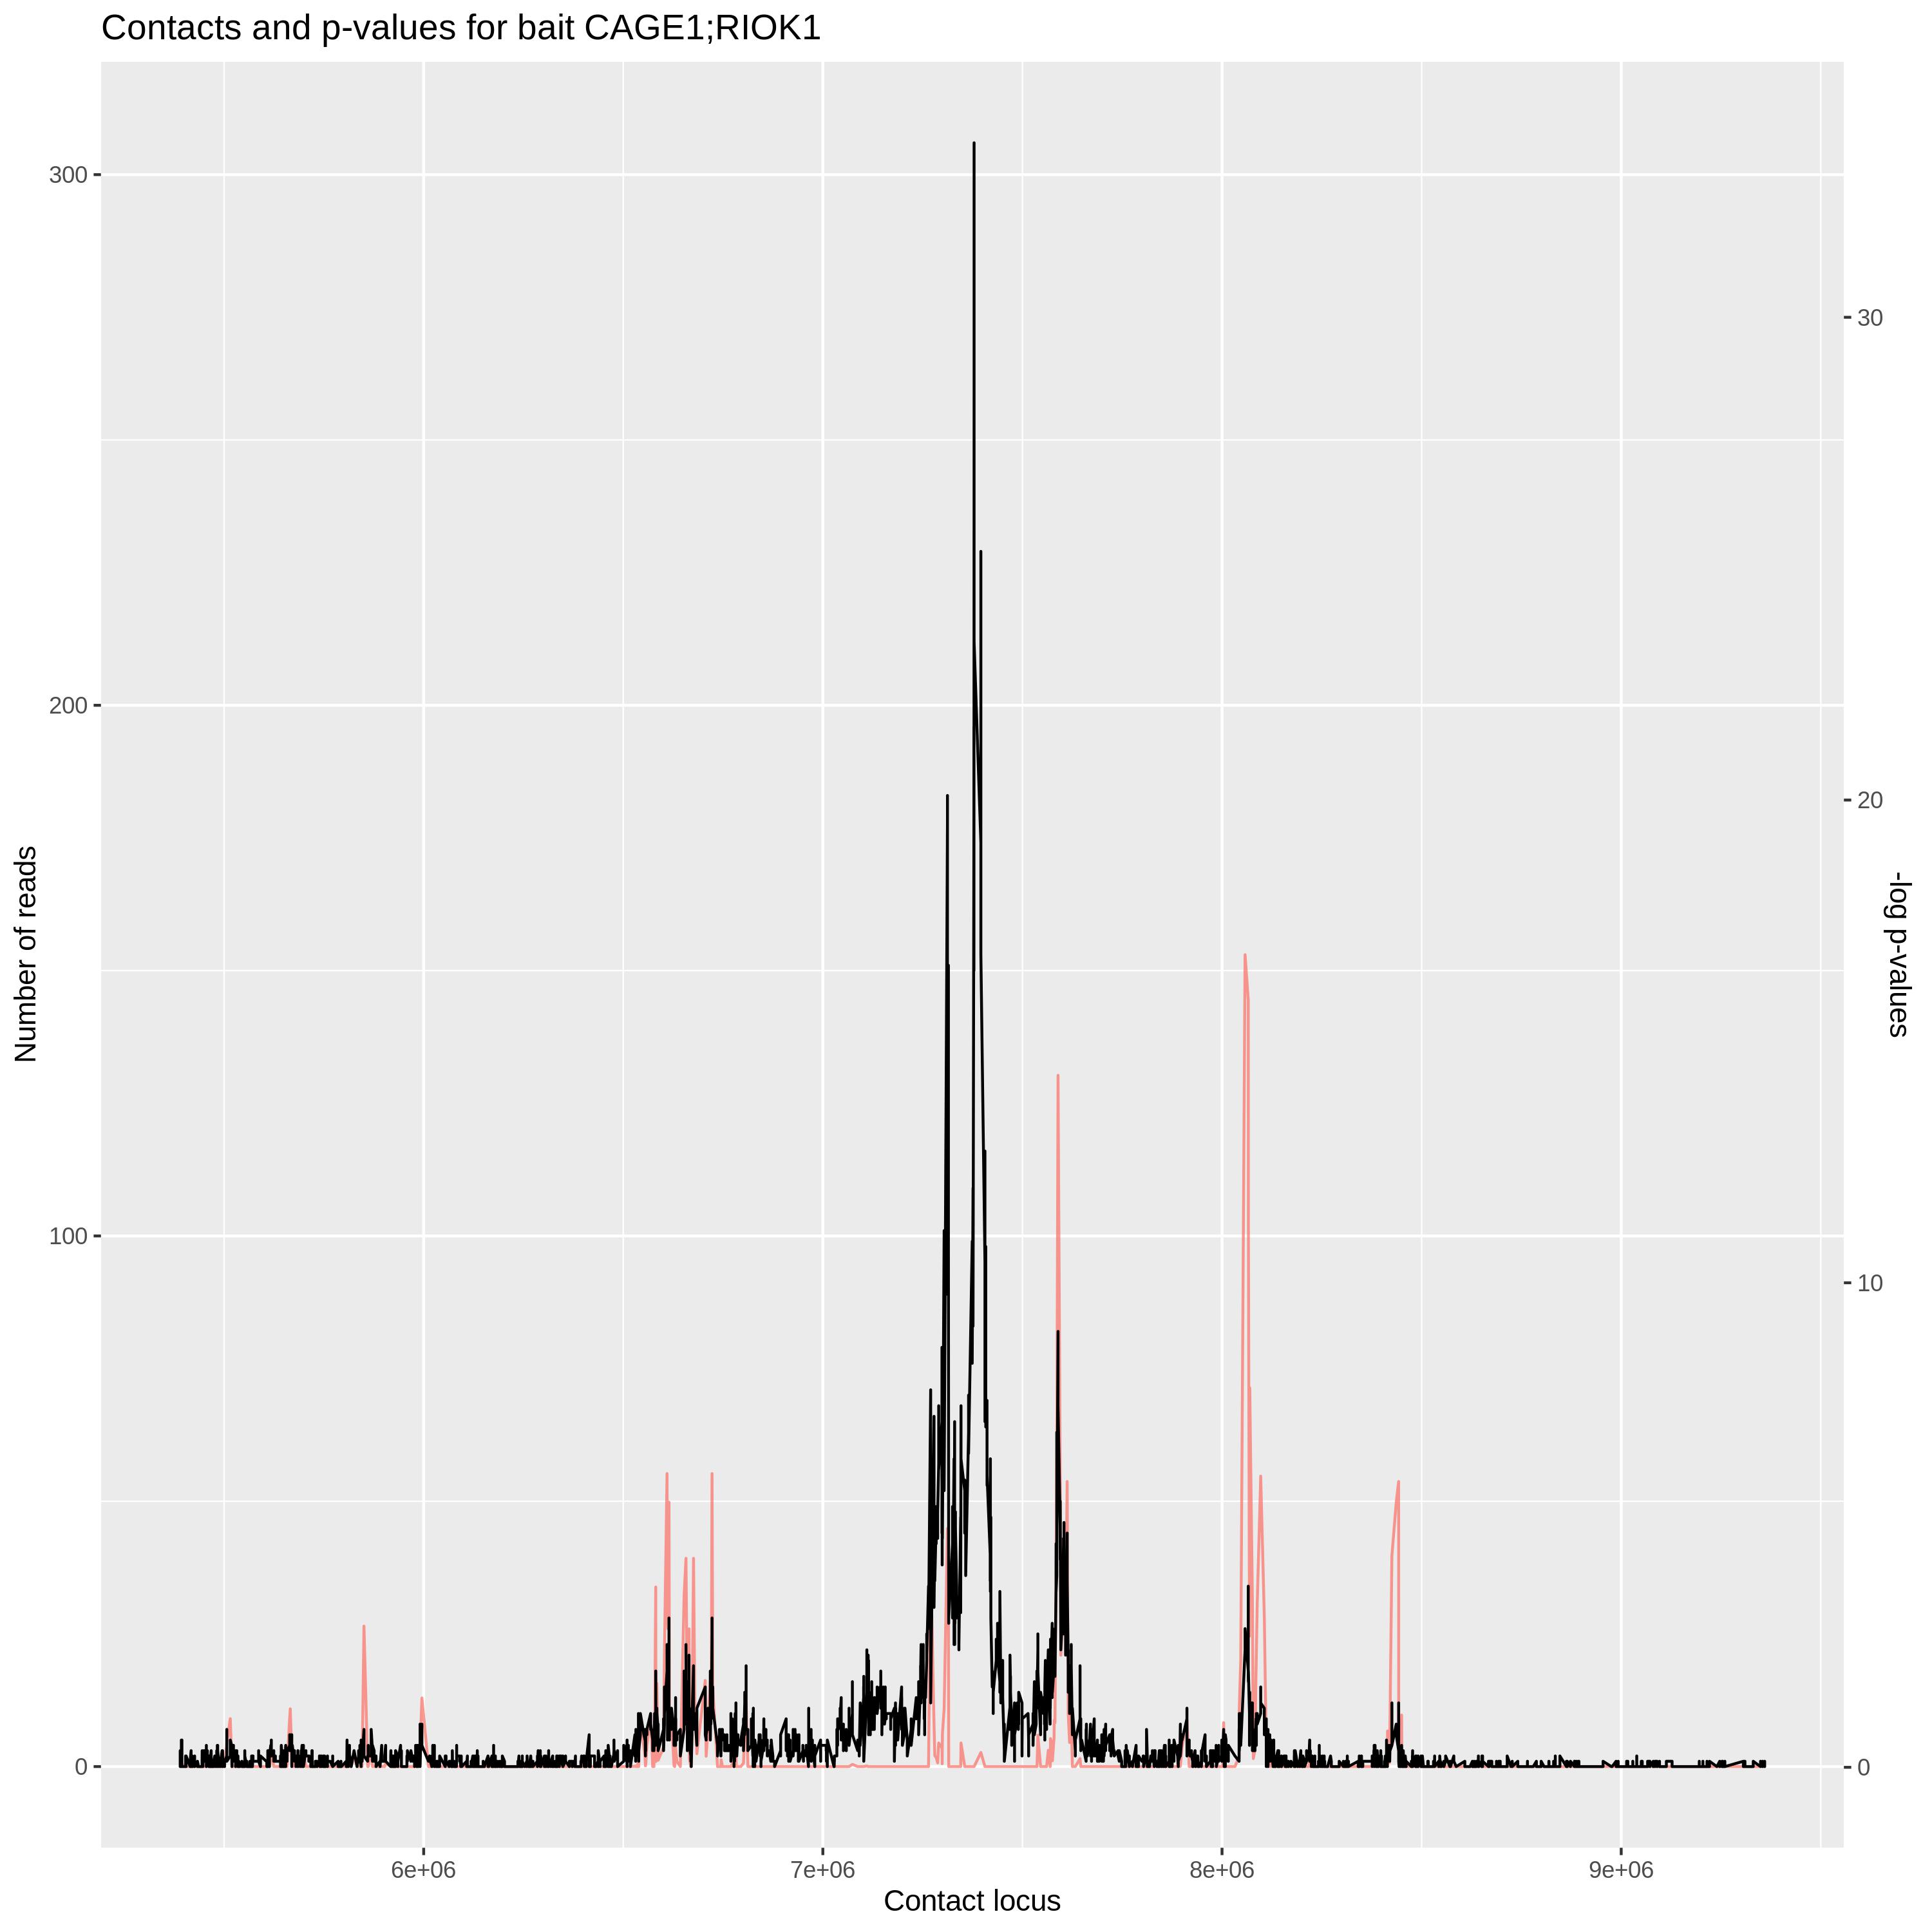 Contacts and p-values for bait CAGE1;RIOK1
300
200
100
0
Number of reads
30
20
10
0
-log p-values
6e+06
7e+06
8e+06
9e+06
Contact locus